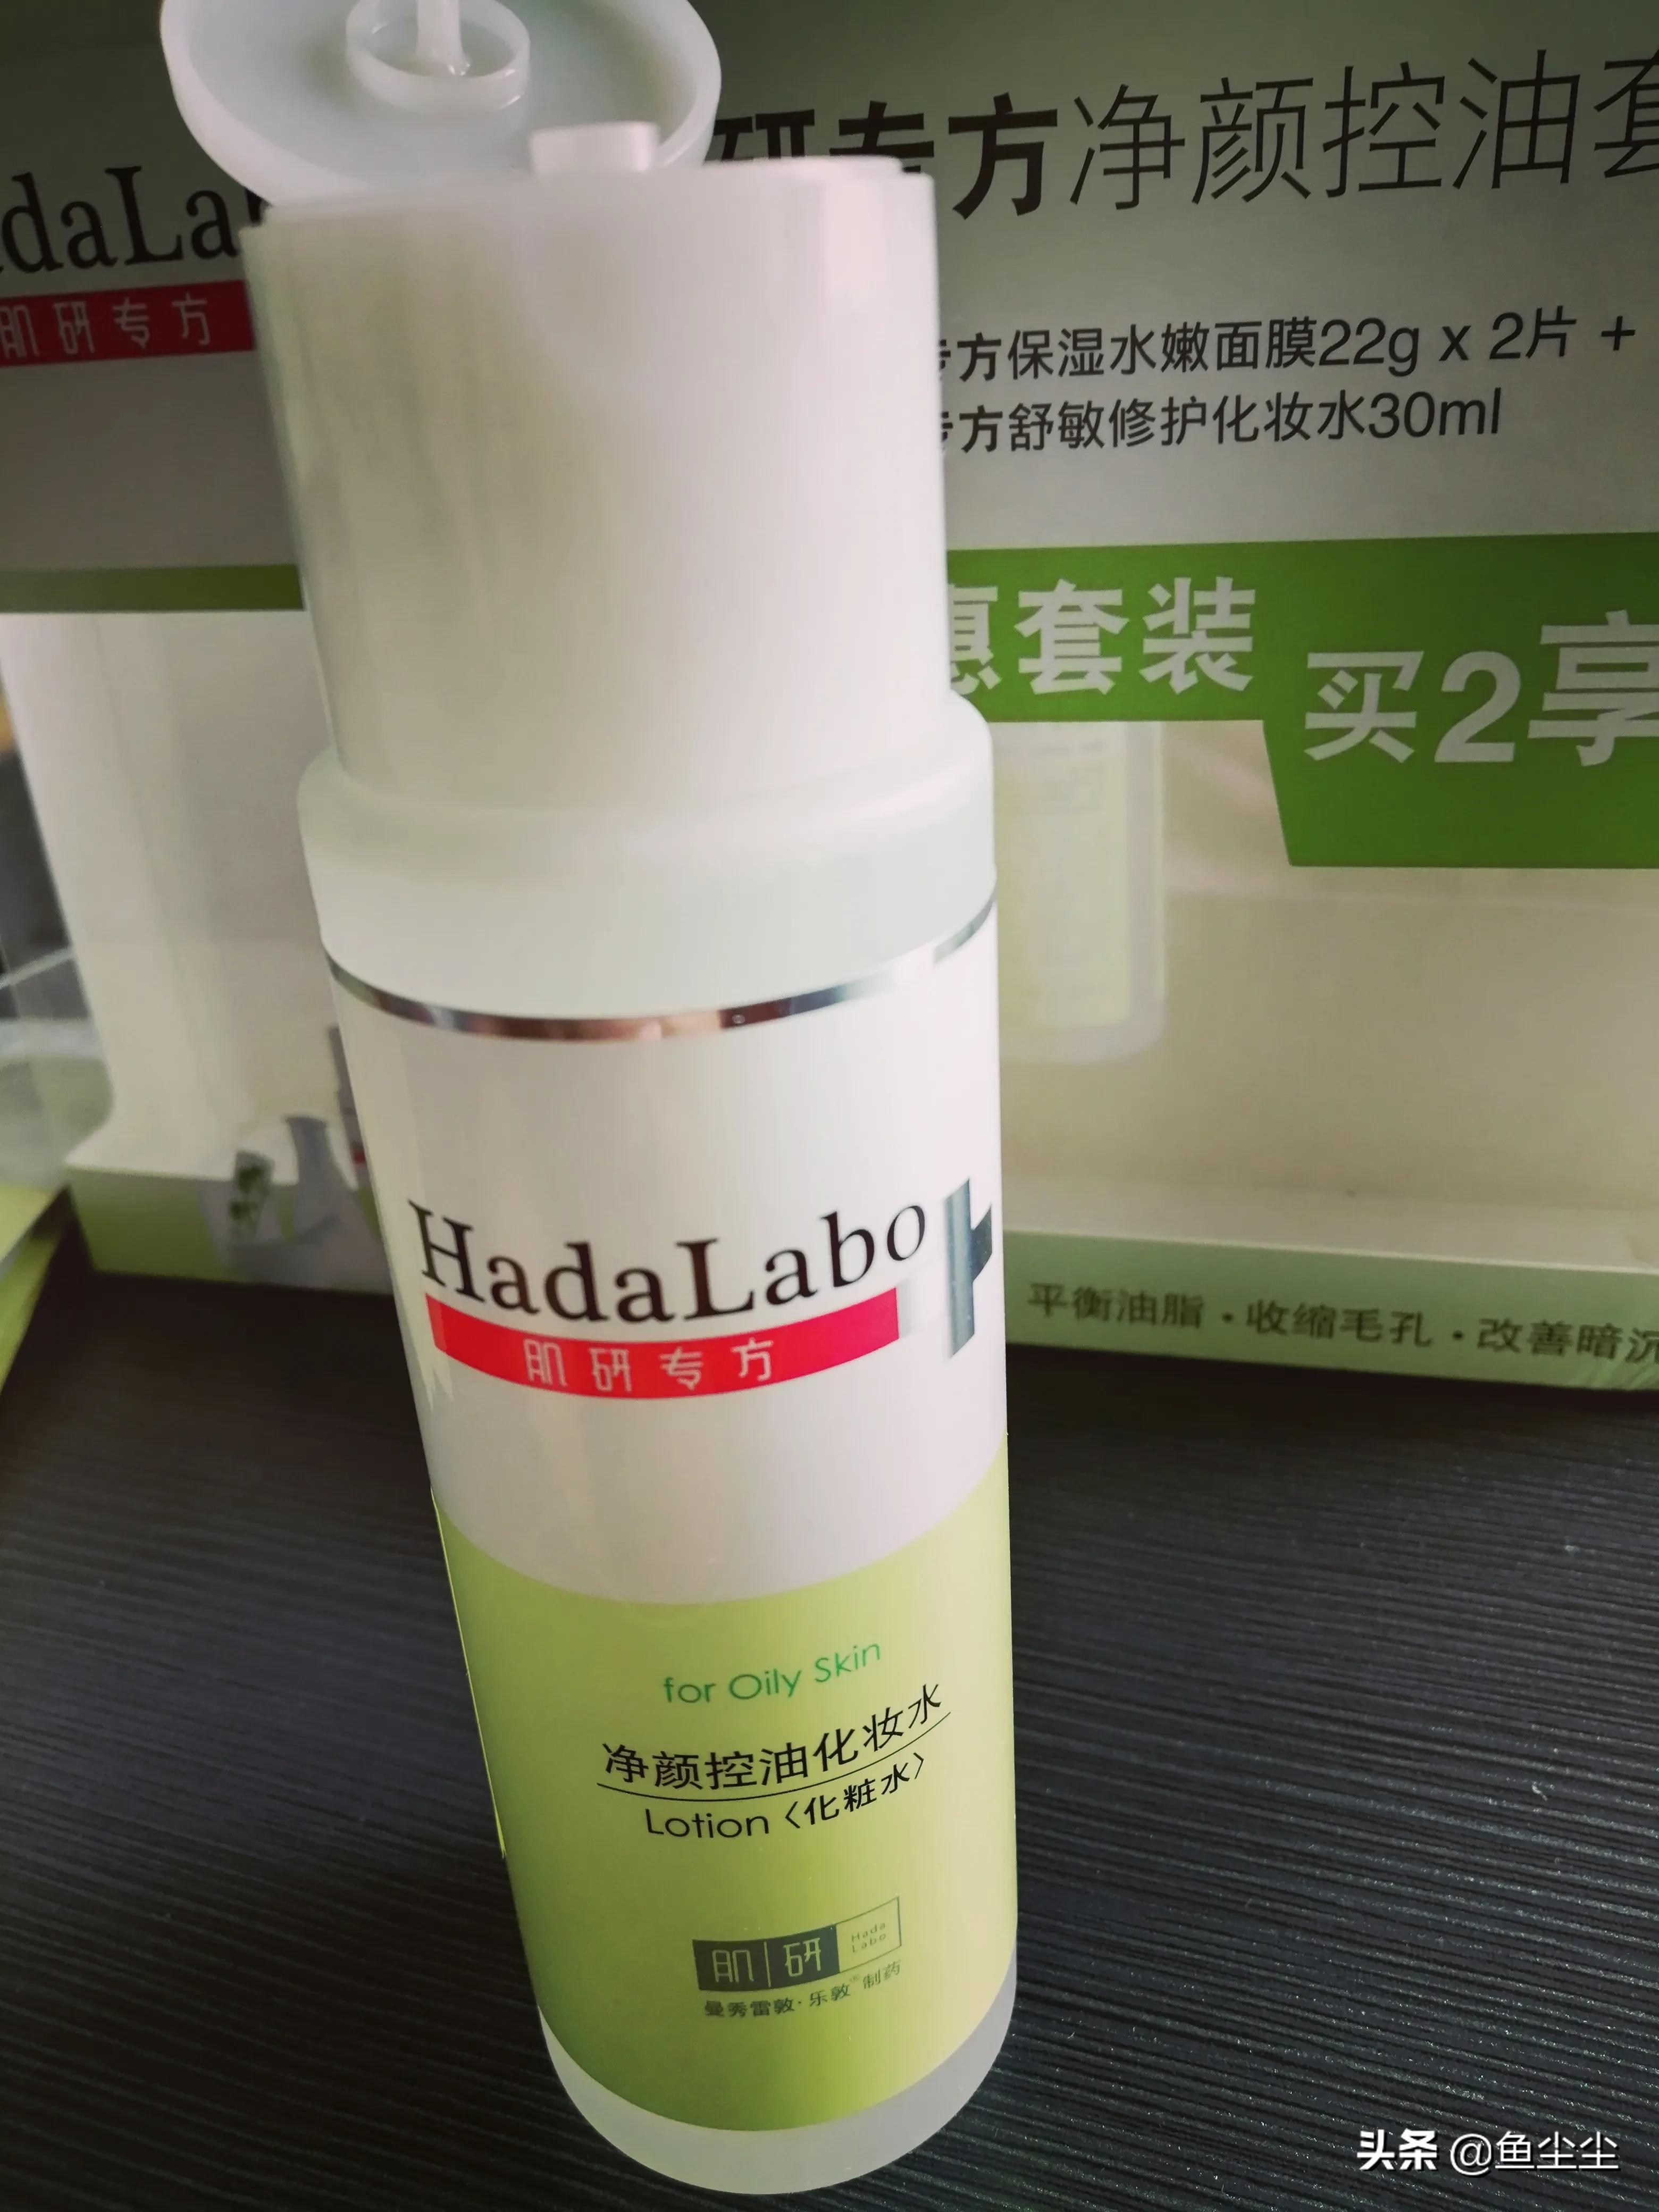 研专方净颜控油套
daLa
肌研专方
专方保湿水嫩面膜22g x 2片 +
专方舒敏修护化妆水30ml
惠套装
买2享
HadaLabo
肌研专方
平衡油脂·收缩毛孔·改善暗沉
for Oily Skin
净颜控油化妆水
Lotion〈化粧水〉
肌研
Hada
Labo
曼秀雷敦·乐敦®制药
头条 @鱼尘尘